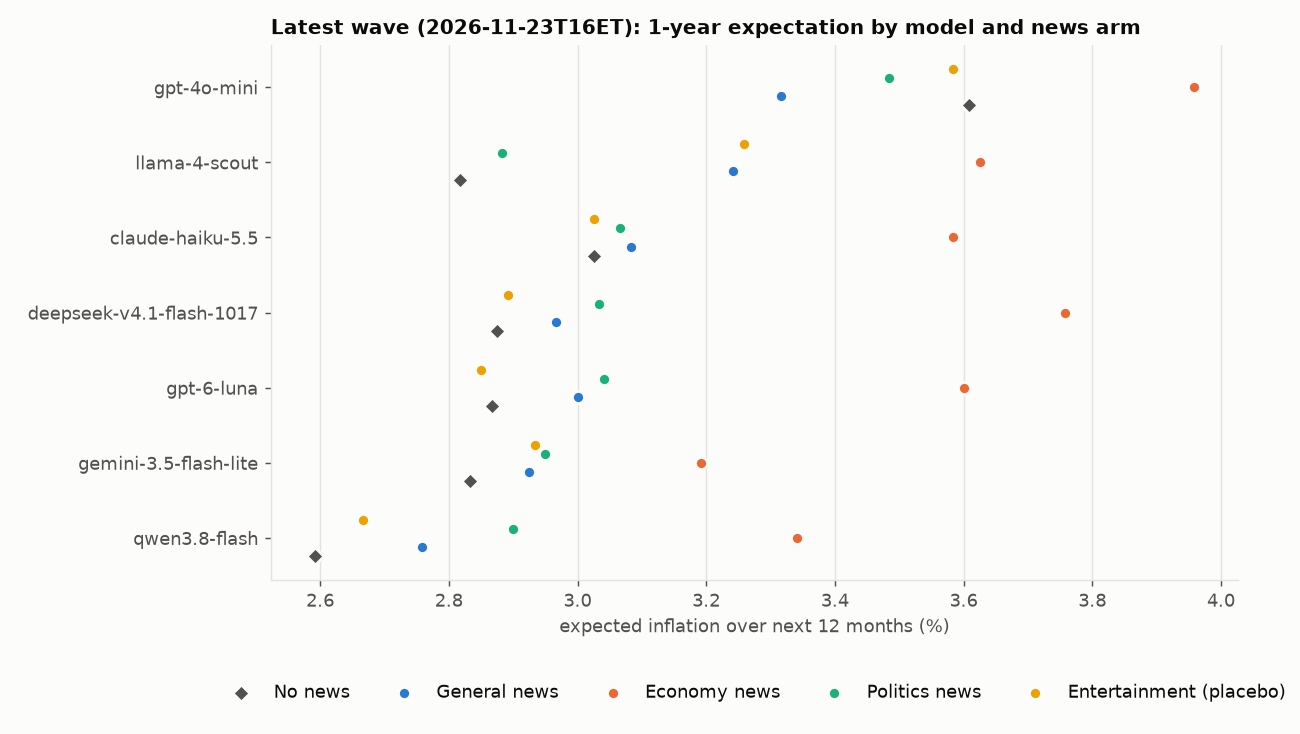 Latest wave (2026-11-23T16ET): 1-year expectation by model and news arm
gpt-4o-mini
llama-4-scout
claude-haiku-5.5
deepseek-v4.1-flash-1017
gpt-6-luna
gemini-3.5-flash-lite
qwen3.8-flash
2.6 2.8 3.0 3.2 3.4 3.6 3.8 4.0
expected inflation over next 12 months (%)
No news General news Economy news Politics news Entertainment (placebo)